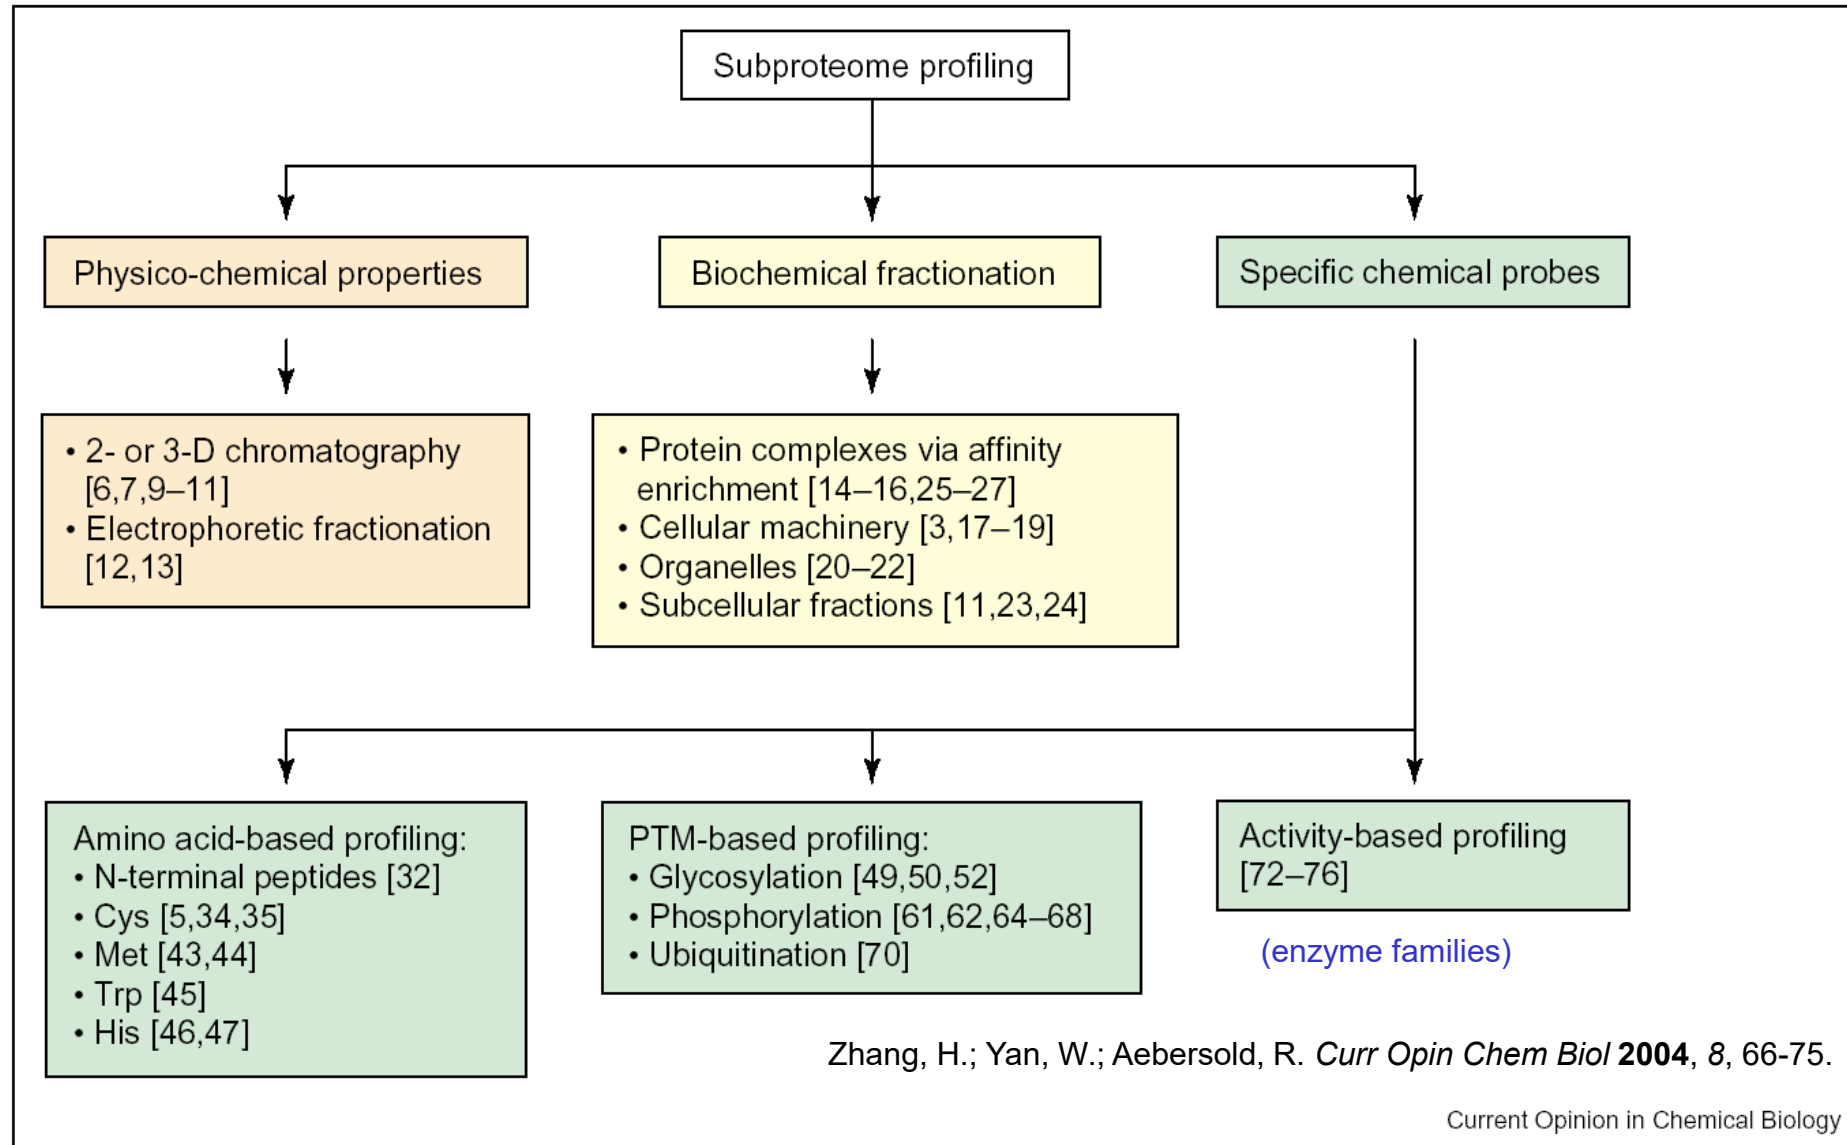 Subproteome profiling
Physico-chemical properties
Biochemical fractionation
Specific chemical probes
• 2- or 3-D chromatography
[6,7,9–11]
• Electrophoretic fractionation
[12,13]
• Protein complexes via affinity
enrichment [14–16,25–27]
• Cellular machinery [3,17–19]
• Organelles [20–22]
• Subcellular fractions [11,23,24]
Amino acid-based profiling:
• N-terminal peptides [32]
• Cys [5,34,35]
• Met [43,44]
• Trp [45]
• His [46,47]
PTM-based profiling:
• Glycosylation [49,50,52]
• Phosphorylation [61,62,64–68]
• Ubiquitination [70]
Activity-based profiling
[72–76]
(enzyme families)
Zhang, H.; Yan, W.; Aebersold, R. Curr Opin Chem Biol 2004, 8, 66-75.
Current Opinion in Chemical Biology